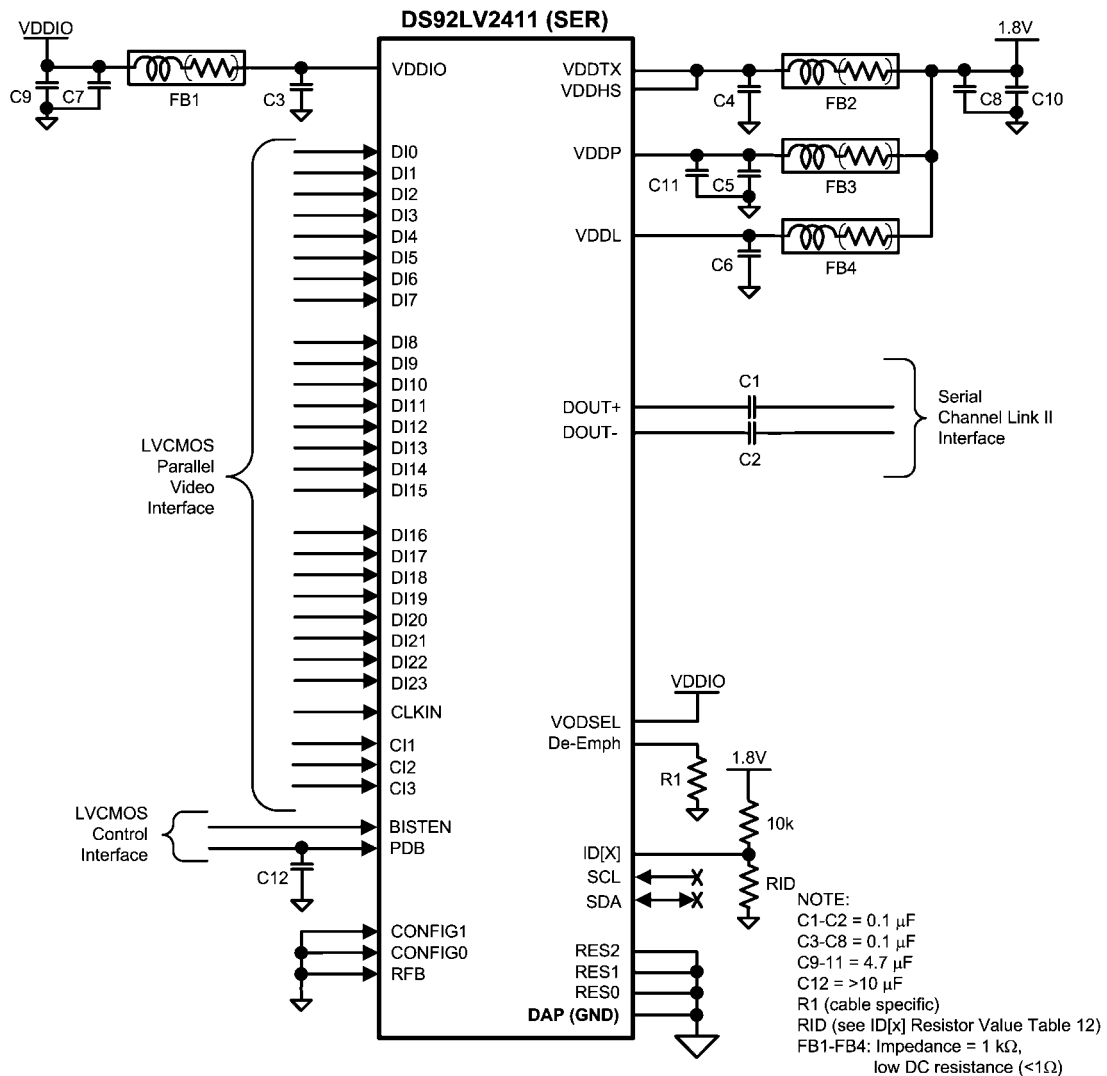 DS92LV2411 (SER)
VDDIO
C9
C7
FB1
C3
VDDIO
VDDTX
VDDHS
C4
FB2
1.8V
C8
C10
VDDP
C11
C5
FB3
VDDL
C6
FB4
DI0
DI1
DI2
DI3
DI4
DI5
DI6
DI7
DI8
DI9
DI10
DI11
DI12
DI13
DI14
DI15
LVCMOS
Parallel
Video
Interface
DI16
DI17
DI18
DI19
DI20
DI21
DI22
DI23
CLKIN
CI1
CI2
CI3
DOUT+
DOUT-
C1
C2
Serial
Channel Link II
Interface
VDDIO
VODSEL
De-Emph
R1
1.8V
10k
ID[X]
RID
SCL
SDA
LVCMOS
Control
Interface
BISTEN
PDB
C12
CONFIG1
CONFIG0
RFB
RES2
RES1
RES0
DAP (GND)
NOTE:
C1-C2 = 0.1 μF
C3-C8 = 0.1 μF
C9-11 = 4.7 μF
C12 = >10 μF
R1 (cable specific)
RID (see ID[x] Resistor Value Table 12)
FB1-FB4: Impedance = 1 kΩ,
low DC resistance (<1Ω)